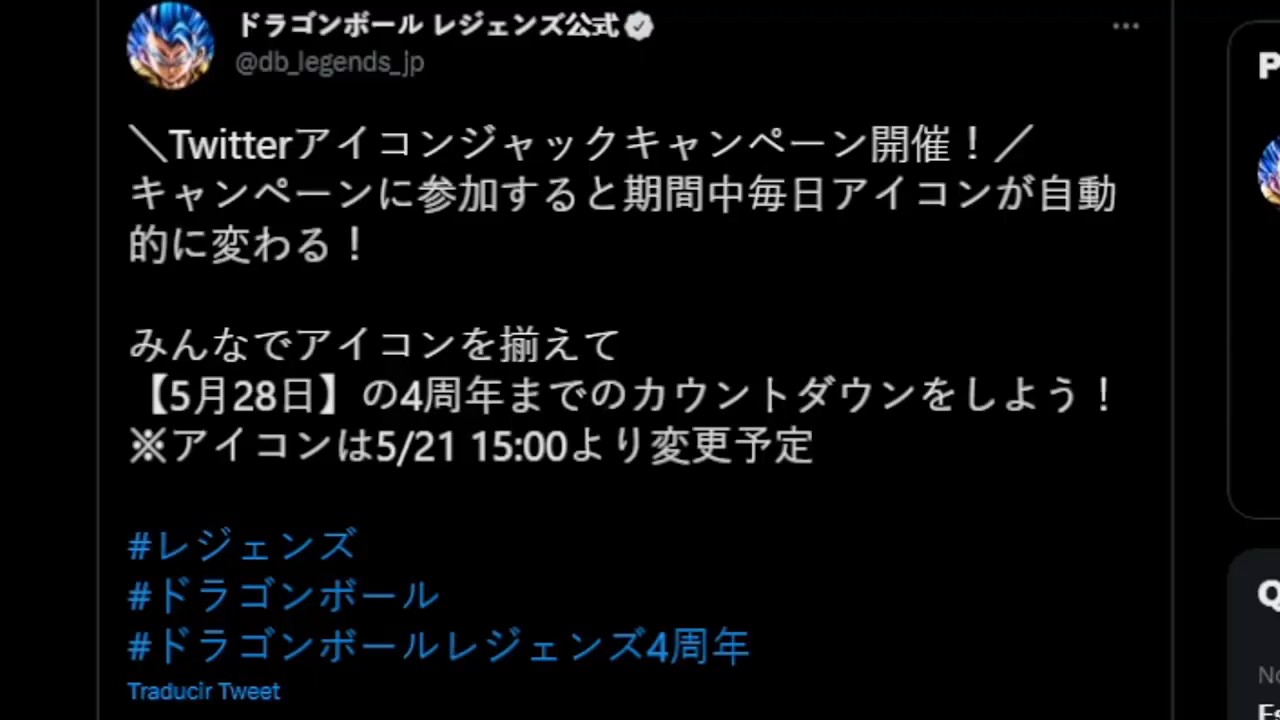 ドラゴンボール レジェンズ公式
@db_legends_jp
＼Twitterアイコンジャックキャンペーン開催！／
キャンペーンに参加すると期間中毎日アイコンが自動
的に変わる！
みんなでアイコンを揃えて
【5月28日】の4周年までのカウントダウンをしよう！
※アイコンは5/21 15:00より変更予定
#レジェンズ
#ドラゴンボール
#ドラゴンボールレジェンズ4周年
Traducir Tweet